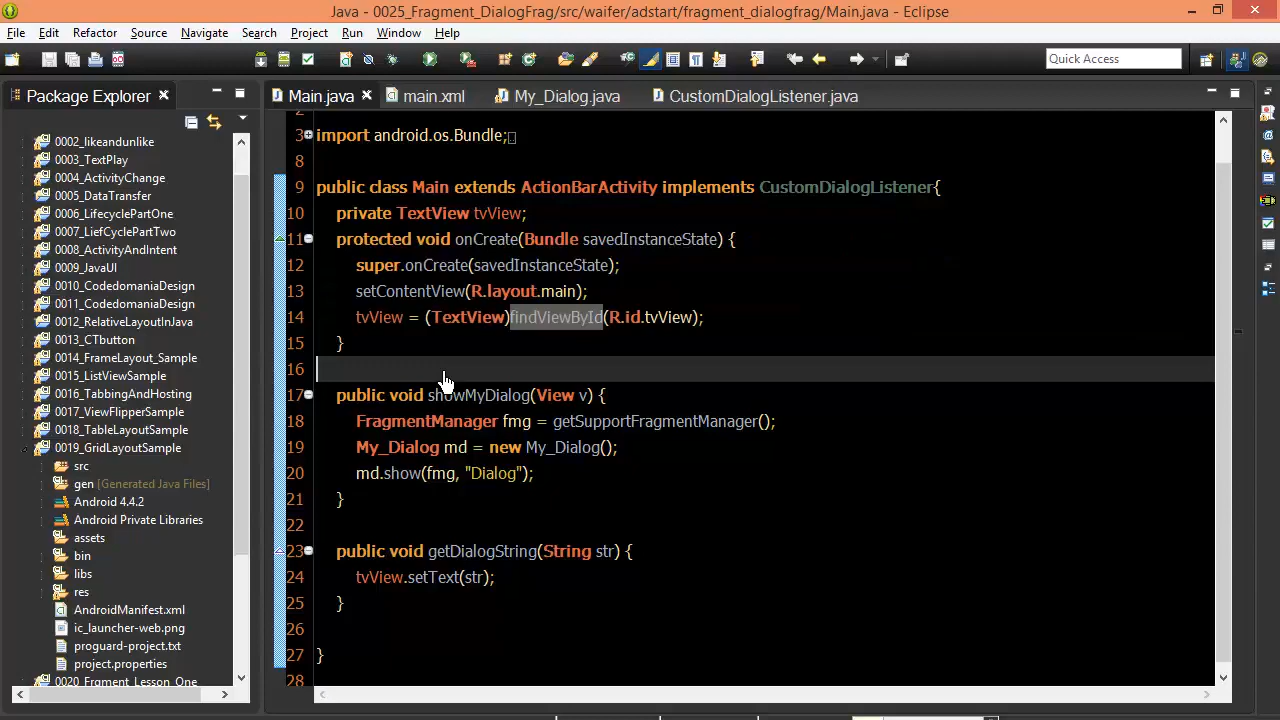 Java - 0025_Fragment_DialogFrag/src/waifer/adstart/fragment_dialogfrag/Main.java - Eclipse
File Edit Refactor Source Navigate Search Project Run Window Help
Quick Access
Package Explorer
Main.java main.xml My_Dialog.java CustomDialogListener.java
0002_likeandunlike
0003_TextPlay
0004_ActivityChange
0005_DataTransfer
0006_LifecyclePartOne
0007_LiefCyclePartTwo
0008_ActivityAndIntent
0009_JavaUI
0010_CodedomaniaDesign
0011_CodedomaniaDesign
0012_RelativeLayoutInJava
0013_CTbutton
0014_FrameLayout_Sample
0015_ListViewSample
0016_TabbingAndHosting
0017_ViewFlipperSample
0018_TableLayoutSample
0019_GridLayoutSample
src
gen [Generated Java Files]
Android 4.4.2
Android Private Libraries
assets
bin
libs
res
AndroidManifest.xml
ic_launcher-web.png
proguard-project.txt
project.properties
0020_Frgment_Lesson_One
2
3 import android.os.Bundle;
8
9 public class Main extends ActionBarActivity implements CustomDialogListener{
10 private TextView tvView;
11 protected void onCreate(Bundle savedInstanceState) {
12 super.onCreate(savedInstanceState);
13 setContentView(R.layout.main);
14 tvView = (TextView)findViewById(R.id.tvView);
15 }
16
17 public void showMyDialog(View v) {
18 FragmentManager fmg = getSupportFragmentManager();
19 My_Dialog md = new My_Dialog();
20 md.show(fmg, "Dialog");
21 }
22
23 public void getDialogString(String str) {
24 tvView.setText(str);
25 }
26
27 }
28